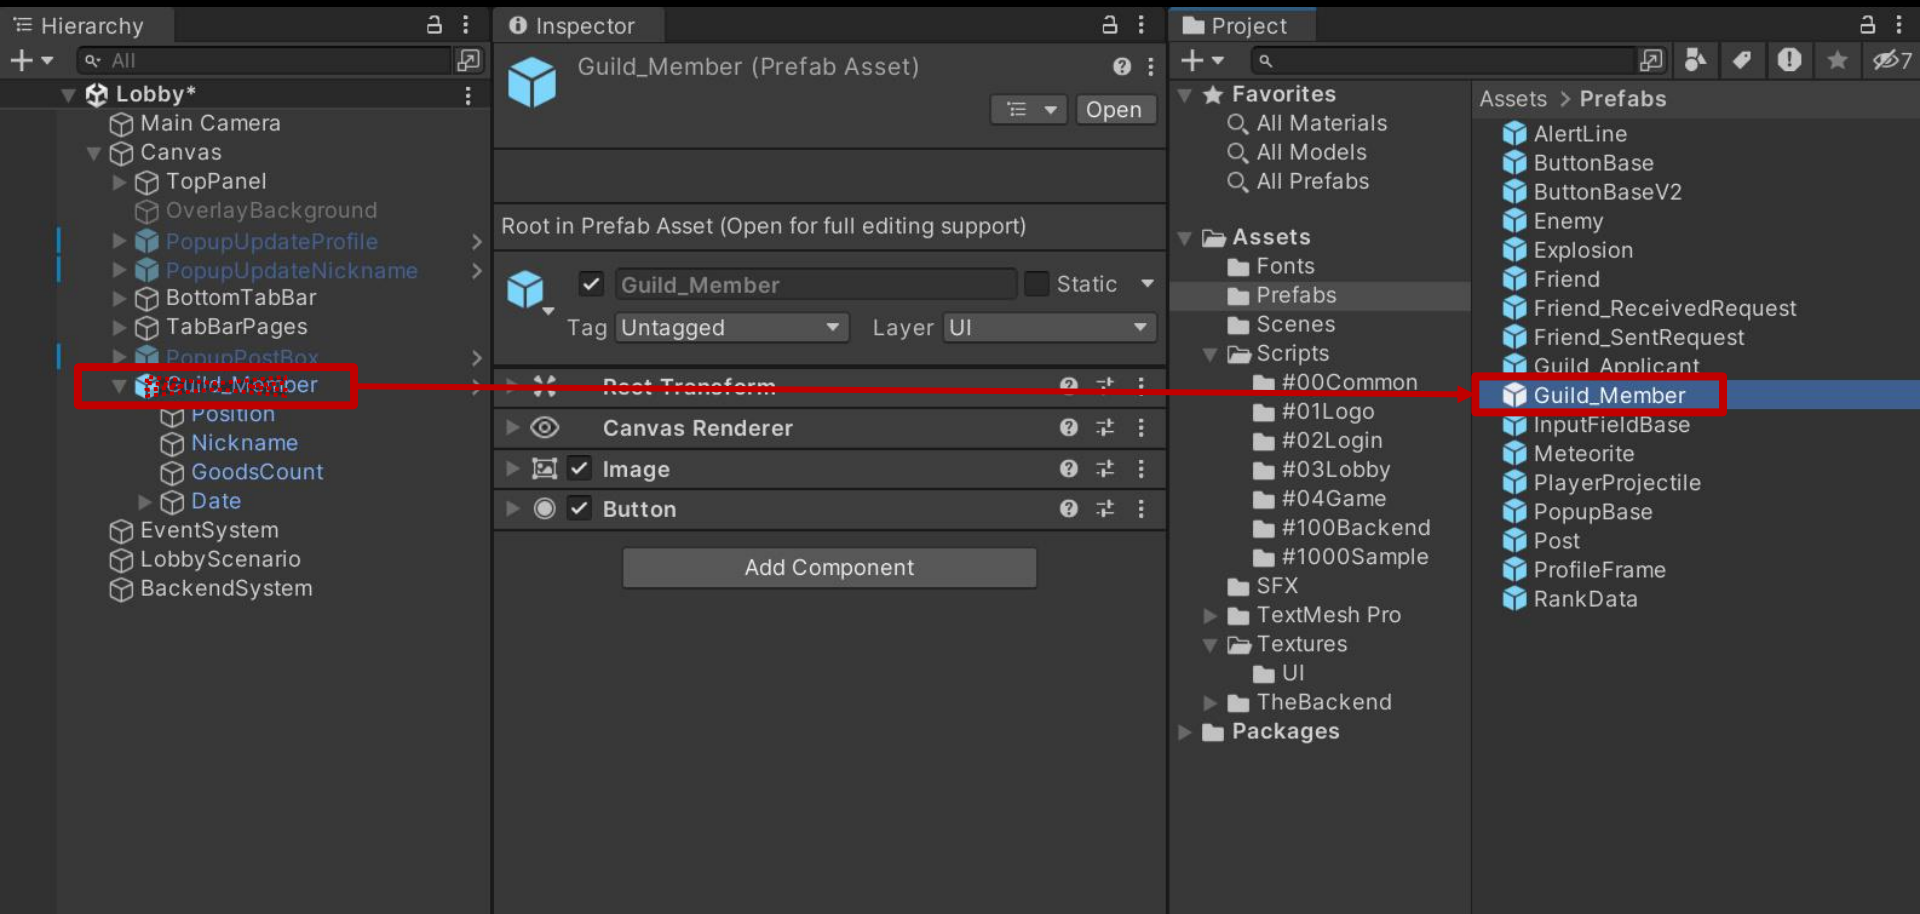 Hierarchy
All
Lobby*
Main Camera
Canvas
TopPanel
OverlayBackground
PopupUpdateProfile
PopupUpdateNickname
BottomTabBar
TabBarPages
PopupPostBox
Guild_Member
Position
Nickname
GoodsCount
Date
EventSystem
LobbyScenario
BackendSystem
Inspector
Guild_Member (Prefab Asset)
Open
Root in Prefab Asset (Open for full editing support)
Guild_Member
Static
Tag Untagged Layer UI
Root Transform
Canvas Renderer
Image
Button
Add Component
Project
7
Favorites
All Materials
All Models
All Prefabs
Assets
Fonts
Prefabs
Scenes
Scripts
#00Common
#01Logo
#02Login
#03Lobby
#04Game
#100Backend
#1000Sample
SFX
TextMesh Pro
Textures
UI
TheBackend
Packages
Assets > Prefabs
AlertLine
ButtonBase
ButtonBaseV2
Enemy
Explosion
Friend
Friend_ReceivedRequest
Friend_SentRequest
Guild_Applicant
Guild_Member
InputFieldBase
Meteorite
PlayerProjectile
PopupBase
Post
ProfileFrame
RankData